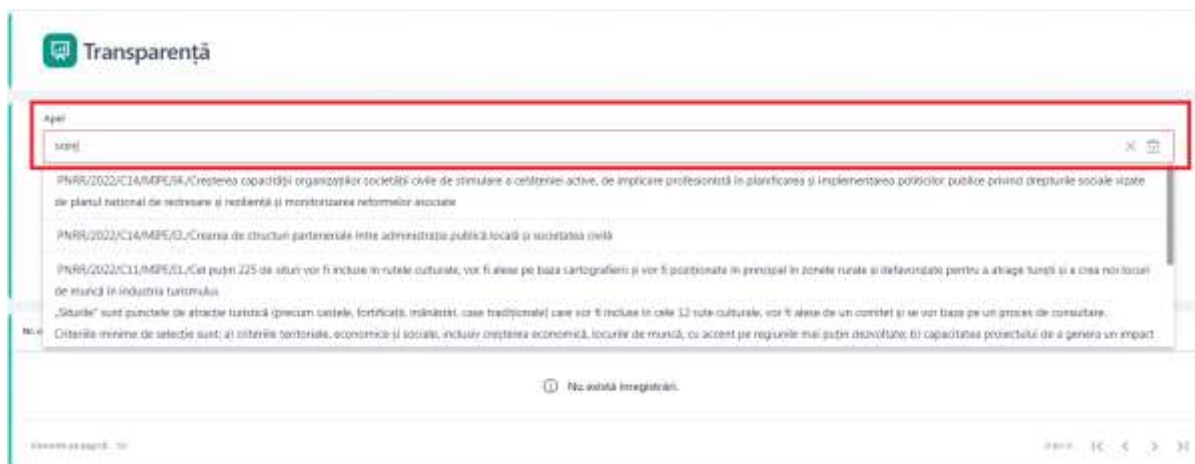 Transparență
Apel
MIPE
PNRR/2022/C14/MIPE/I4./Creșterea capacității organizațiilor societății civile de stimulare a cetățeniei active, de implicare profesionistă în planificarea și implementarea politicilor publice privind drepturile sociale vizate
de planul național de redresare și reziliență și monitorizarea reformelor asociate
PNRR/2022/C14/MIPE/I3./Crearea de structuri parteneriale între administrația publică locală și societatea civilă
PNRR/2022/C11/MIPE/I1./Cel puțin 225 de situri vor fi incluse în rutele culturale, vor fi alese pe baza cartografierii și vor fi poziționate în principal în zonele rurale și defavorizate pentru a atrage turiști și a crea noi locuri
de muncă în industria turismului.
„Siturile" sunt punctele de atracție turistică (precum castele, fortificații, mănăstiri, case tradiționale) care vor fi incluse în cele 12 rute culturale, vor fi alese de un comitet și se vor baza pe un proces de consultare.
Criteriile minime de selecție sunt: a) criteriile teritoriale, economice și sociale, inclusiv creșterea economică, locurile de muncă, cu accent pe regiunile mai puțin dezvoltate; b) capacitatea proiectului de a genera un impact
Nu există înregistrări.